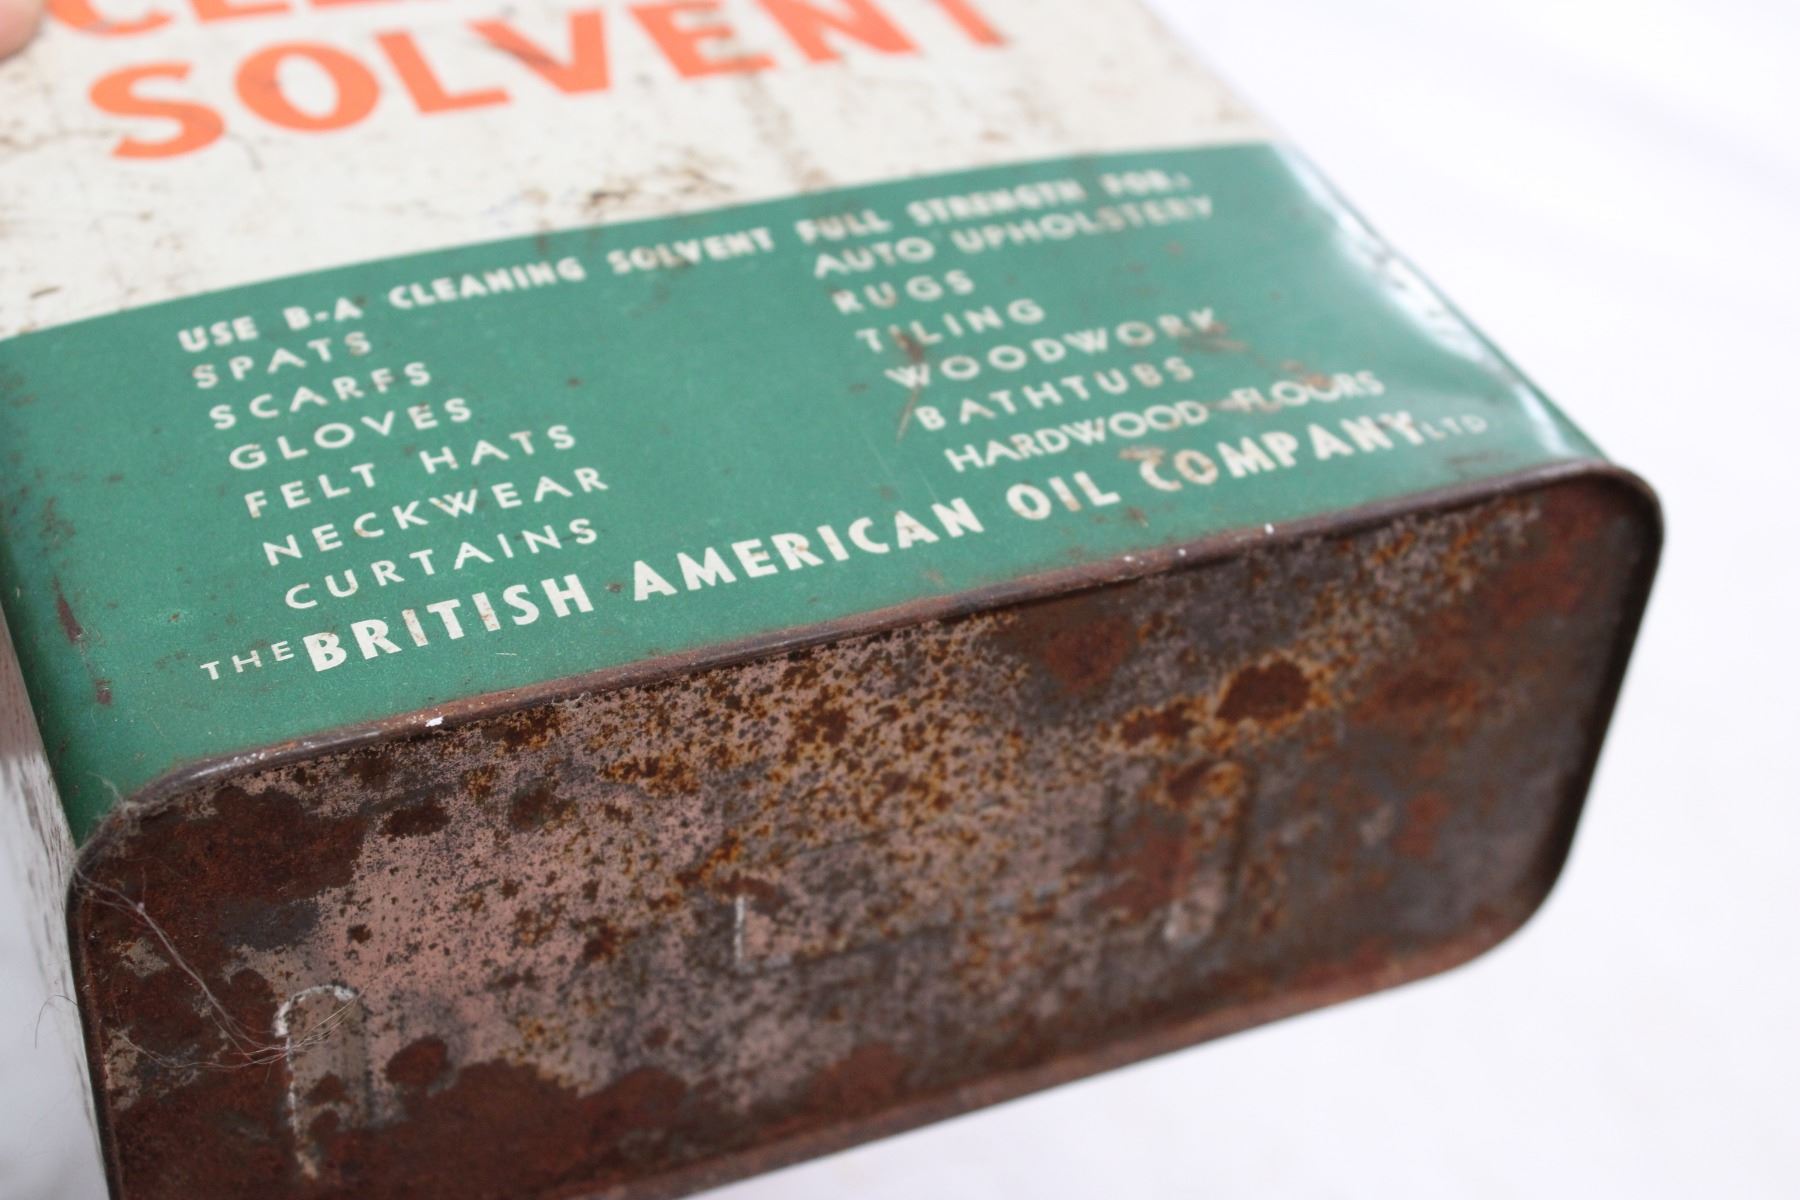 SOLVENT
USE B-A CLEANING SOLVENT FULL STRENGTH FOR:
SPATS
SCARFS
GLOVES
FELT HATS
NECKWEAR
CURTAINS
AUTO UPHOLSTERY
RUGS
TILING
WOODWORK
BATHTUBS
HARDWOOD FLOORS
THE BRITISH AMERICAN OIL COMPANY LTD